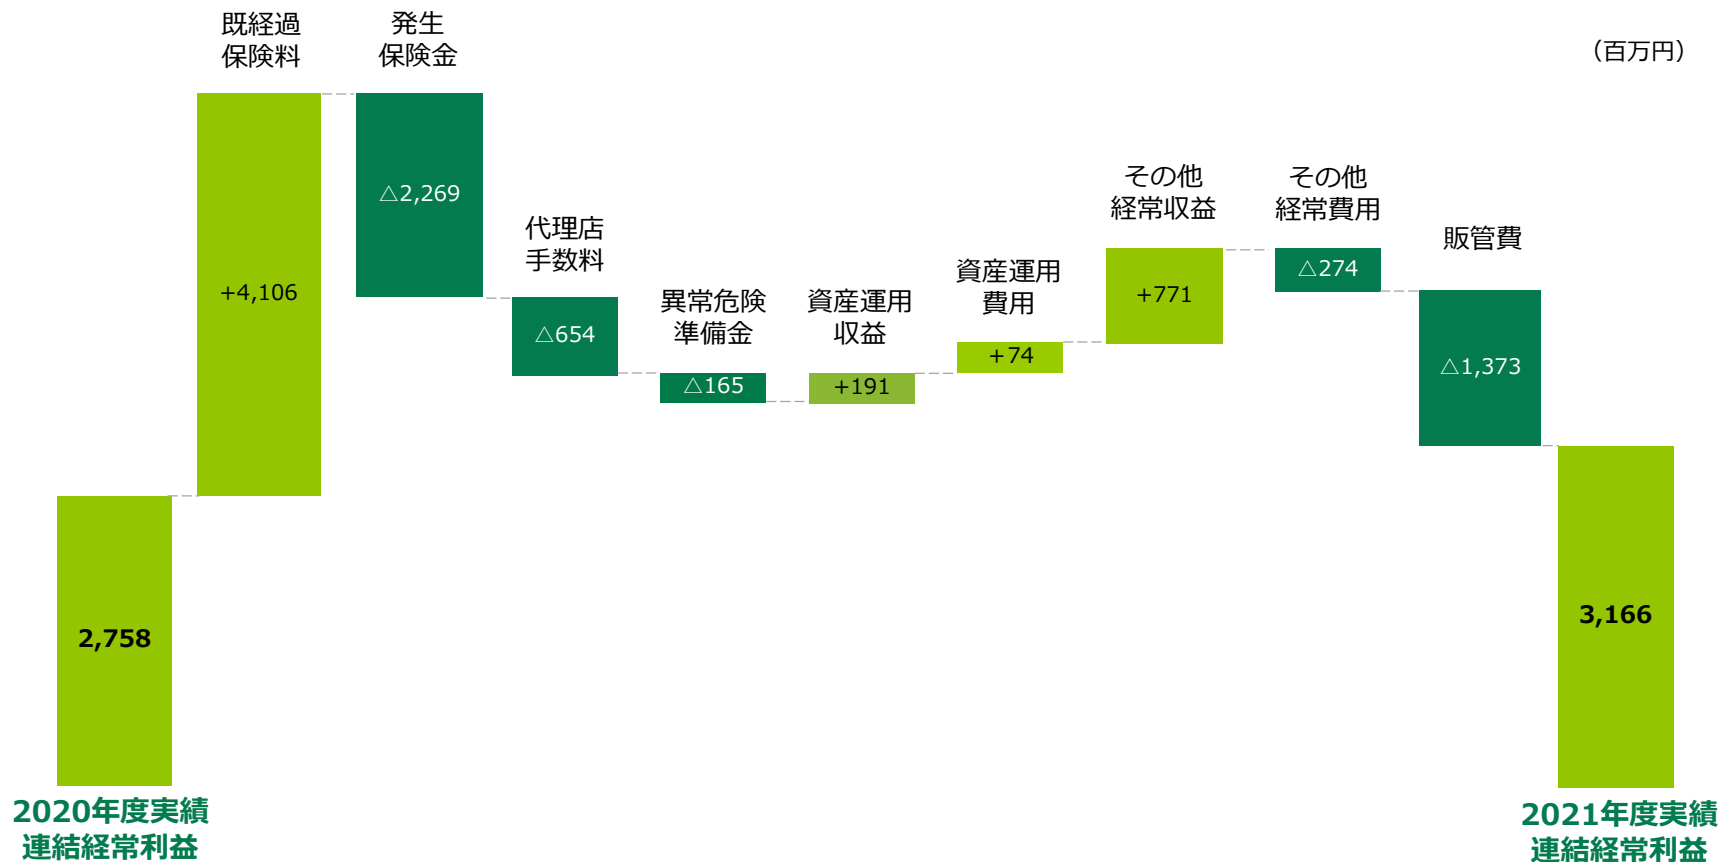 （百万円）
既経過
保険料
発生
保険金
代理店
手数料
異常危険
準備金
資産運用
収益
資産運用
費用
その他
経常収益
その他
経常費用
販管費
2,758
+4,106
△2,269
△654
△165
+191
+74
+771
△274
△1,373
3,166
2020年度実績
連結経常利益
2021年度実績
連結経常利益